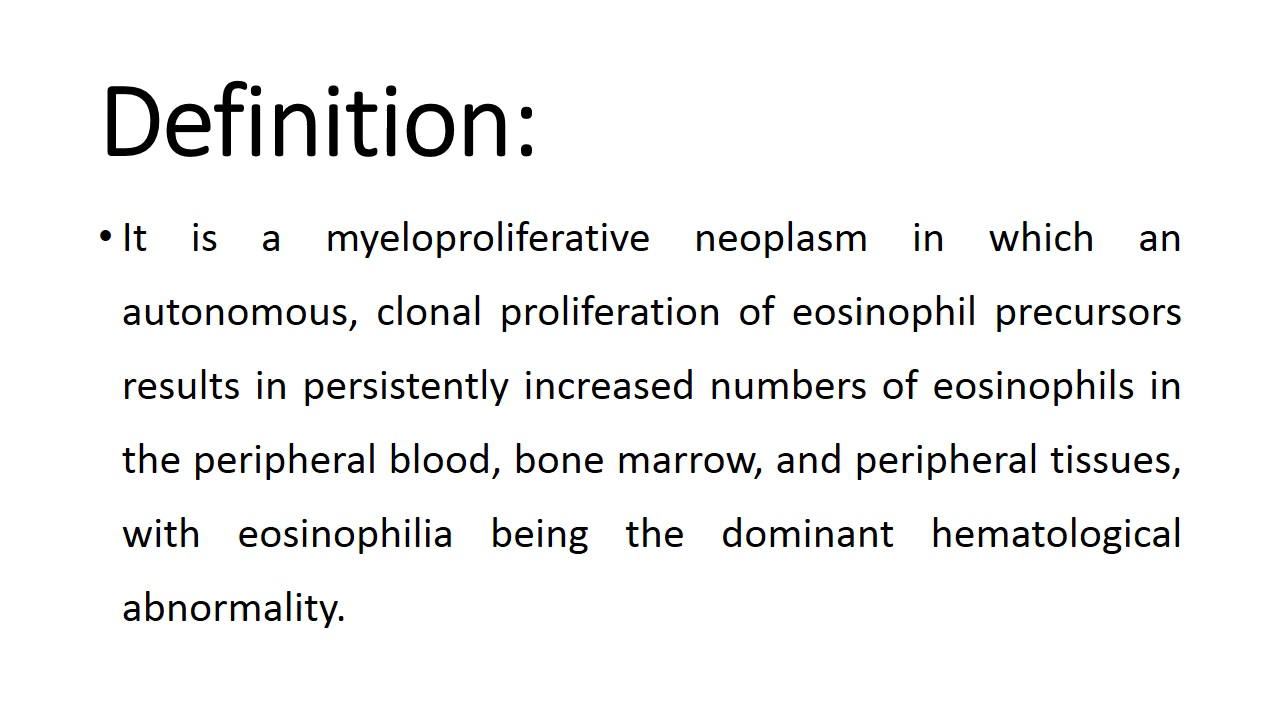 Definition:
• It is a myeloproliferative neoplasm in which an
autonomous, clonal proliferation of eosinophil precursors
results in persistently increased numbers of eosinophils in
the peripheral blood, bone marrow, and peripheral tissues,
with eosinophilia being the dominant hematological
abnormality.